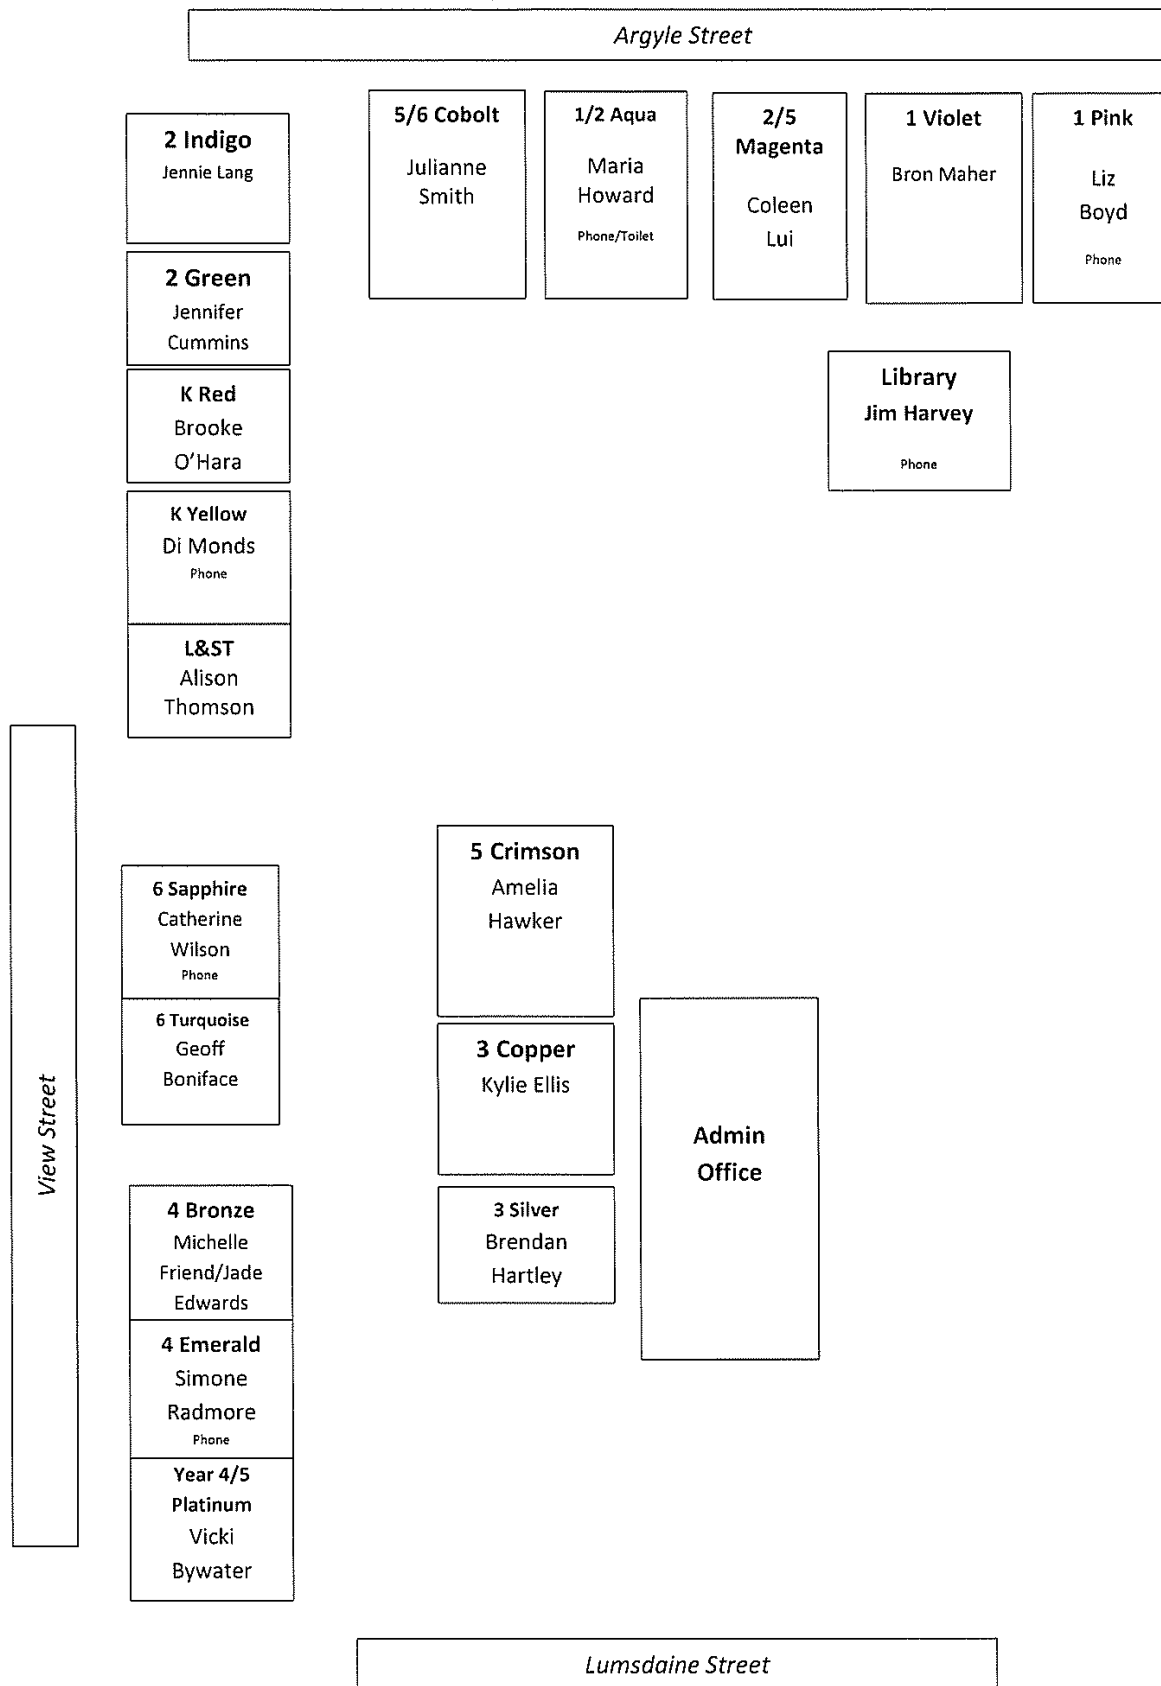 Argyle Street
2 Indigo
Jennie Lang
5/6 Cobolt
Julianne
Smith
1/2 Aqua
Maria
Howard
Phone/Toilet
2/5
Magenta
Coleen
Lui
1 Violet
Bron Maher
1 Pink
Liz
Boyd
Phone
2 Green
Jennifer
Cummins
K Red
Brooke
O'Hara
Library
Jim Harvey
Phone
K Yellow
Di Monds
Phone
L&ST
Alison
Thomson
View Street
6 Sapphire
Catherine
Wilson
Phone
6 Turquoise
Geoff
Boniface
5 Crimson
Amelia
Hawker
3 Copper
Kylie Ellis
3 Silver
Brendan
Hartley
Admin
Office
4 Bronze
Michelle
Friend/Jade
Edwards
4 Emerald
Simone
Radmore
Phone
Year 4/5
Platinum
Vicki
Bywater
Lumsdaine Street